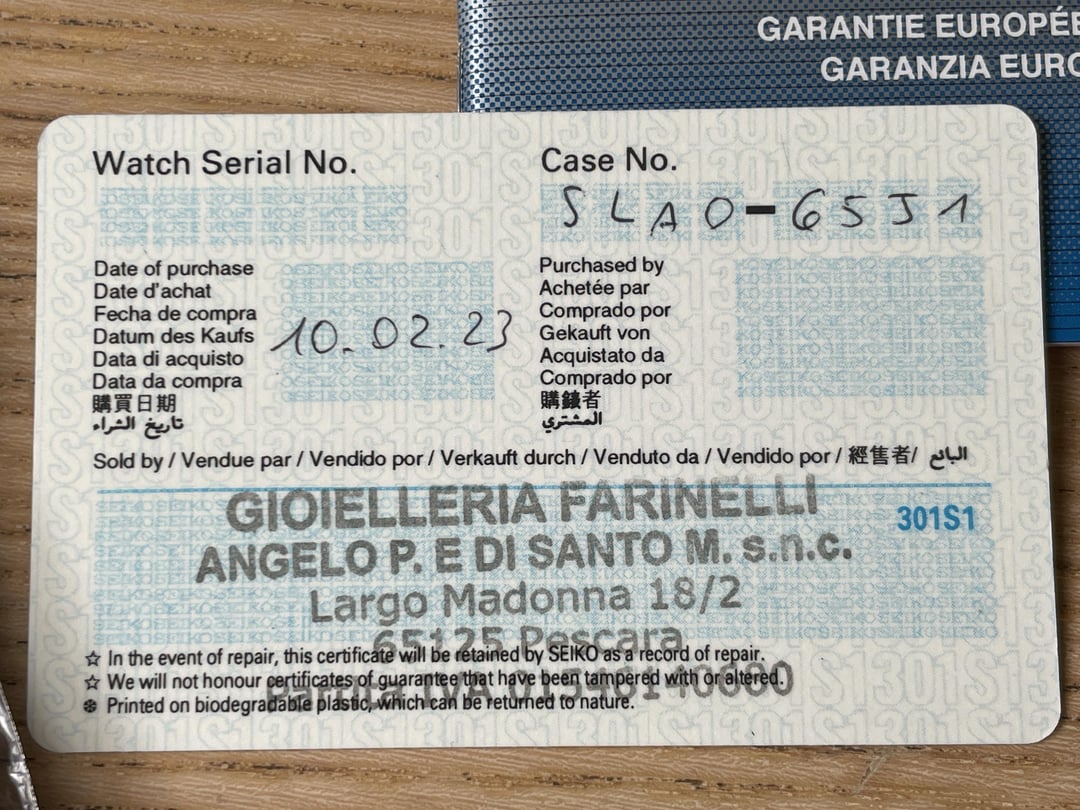 GARANTIE EUROPÉE
GARANZIA EURO
Watch Serial No.
Case No.
SLA0-65J1
Date of purchase
Date d'achat
Fecha de compra
Datum des Kaufs
Data di acquisto
Data da compra
購買日期
تاريخ الشراء
10.02.23
Purchased by
Achetée par
Comprado por
Gekauft von
Acquistato da
Comprado por
購錶者
المشتري
Sold by / Vendue par / Vendido por / Verkauft durch / Venduto da / Vendido por / 經售者/ البائع
GIOIELLERIA FARINELLI
301S1
ANGELO P. E DI SANTO M. s.n.c.
Largo Madonna 18/2
65125 Pescara
☆ In the event of repair, this certificate will be retained by SEIKO as a record of repair.
☆ We will not honour certificates of guarantee that have been tampered with or altered.
Partita IVA
❆ Printed on biodegradable plastic, which can be returned to nature.